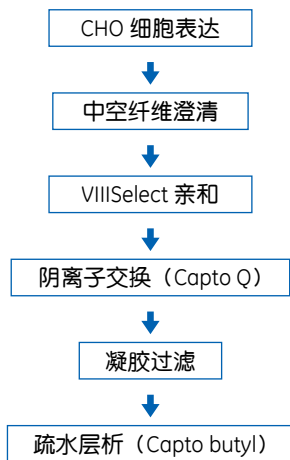 CHO 细胞表达
中空纤维澄清
VIIISelect 亲和
阴离子交换（Capto Q）
凝胶过滤
疏水层析（Capto butyl）